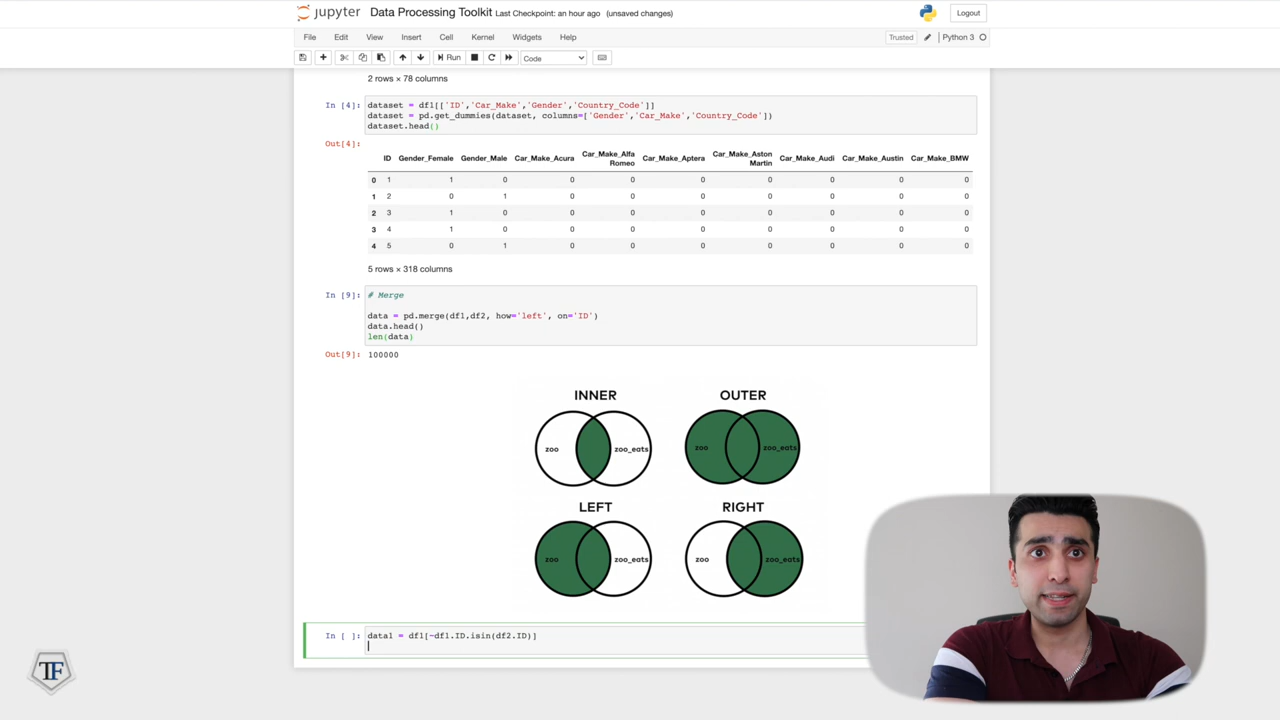 jupyter Data Processing Toolkit Last Checkpoint: an hour ago (unsaved changes) Logout
File Edit View Insert Cell Kernel Widgets Help Trusted Python 3
Run Code
2 rows × 78 columns
In [4]: dataset = df1[['ID','Car_Make','Gender','Country_Code']]
dataset = pd.get_dummies(dataset, columns=['Gender','Car_Make','Country_Code'])
dataset.head()
Out[4]:
ID Gender_Female Gender_Male Car_Make_Acura Car_Make_Alfa Romeo Car_Make_Aptera Car_Make_Aston Martin Car_Make_Audi Car_Make_Austin Car_Make_BMW
0 1 1 0 0 0 0 0 0 0 0
1 2 0 1 0 0 0 0 0 0 0
2 3 1 0 0 0 0 0 0 0 0
3 4 1 0 0 0 0 0 0 0 0
4 5 0 1 0 0 0 0 0 0 0
5 rows × 318 columns
In [9]: # Merge
data = pd.merge(df1,df2, how='left', on='ID')
data.head()
len(data)
Out[9]: 100000
INNER OUTER
zoo zoo_eats zoo zoo_eats
LEFT RIGHT
zoo zoo_eats zoo zoo_eats
In [ ]: data1 = df1[~df1.ID.isin(df2.ID)]
TF